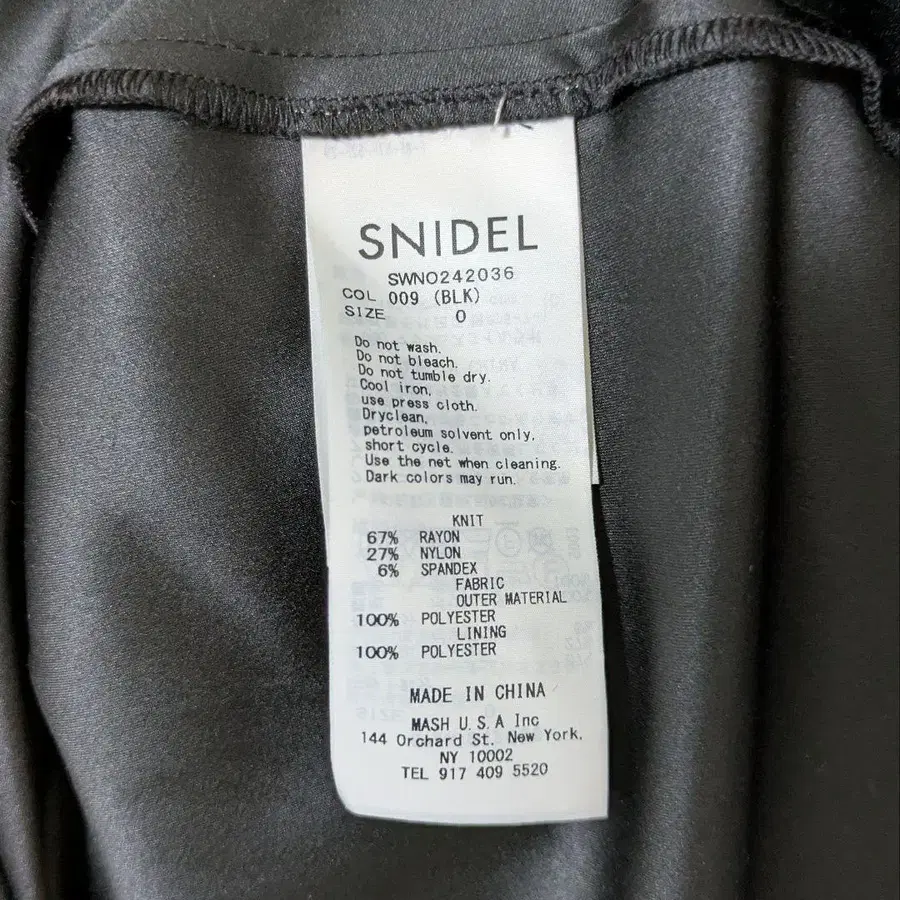 SNIDEL
SWNO242036
COL 009 (BLK)
SIZE 0
Do not wash.
Do not bleach.
Do not tumble dry.
Cool iron,
use press cloth.
Dryclean,
petroleum solvent only,
short cycle.
Use the net when cleaning.
Dark colors may run.
KNIT
67% RAYON
27% NYLON
6% SPANDEX
FABRIC
OUTER MATERIAL
100% POLYESTER
LINING
100% POLYESTER
MADE IN CHINA
MASH U.S.A Inc
144 Orchard St. New York.
NY 10002
TEL 917 409 5520